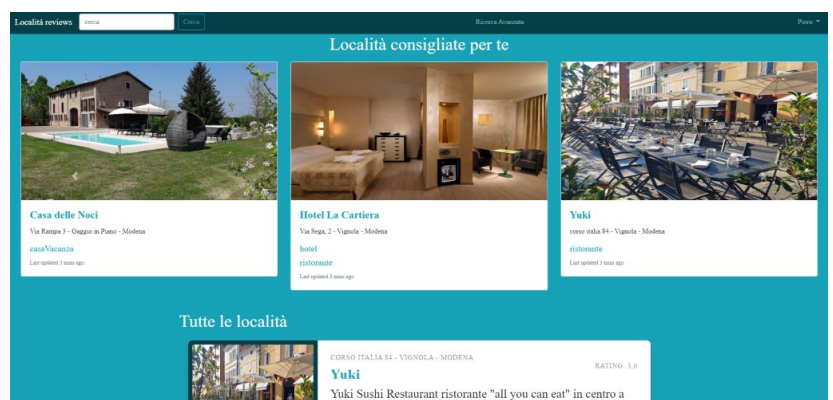 Località reviews cerca Cerca Ricerca Avanzata Piero
Località consigliate per te
Casa delle Noci
Via Rampa 3 - Gaggio in Piano - Modena
casaVacanza
Last updated 3 mins ago
Hotel La Cartiera
Via Sega, 2 - Vignola - Modena
hotel
ristorante
Last updated 3 mins ago
Yuki
corso italia 84 - Vignola - Modena
ristorante
Last updated 3 mins ago
Tutte le località
CORSO ITALIA 84 - VIGNOLA - MODENA
RATING: 3,0
Yuki
Yuki Sushi Restaurant ristorante "all you can eat" in centro a